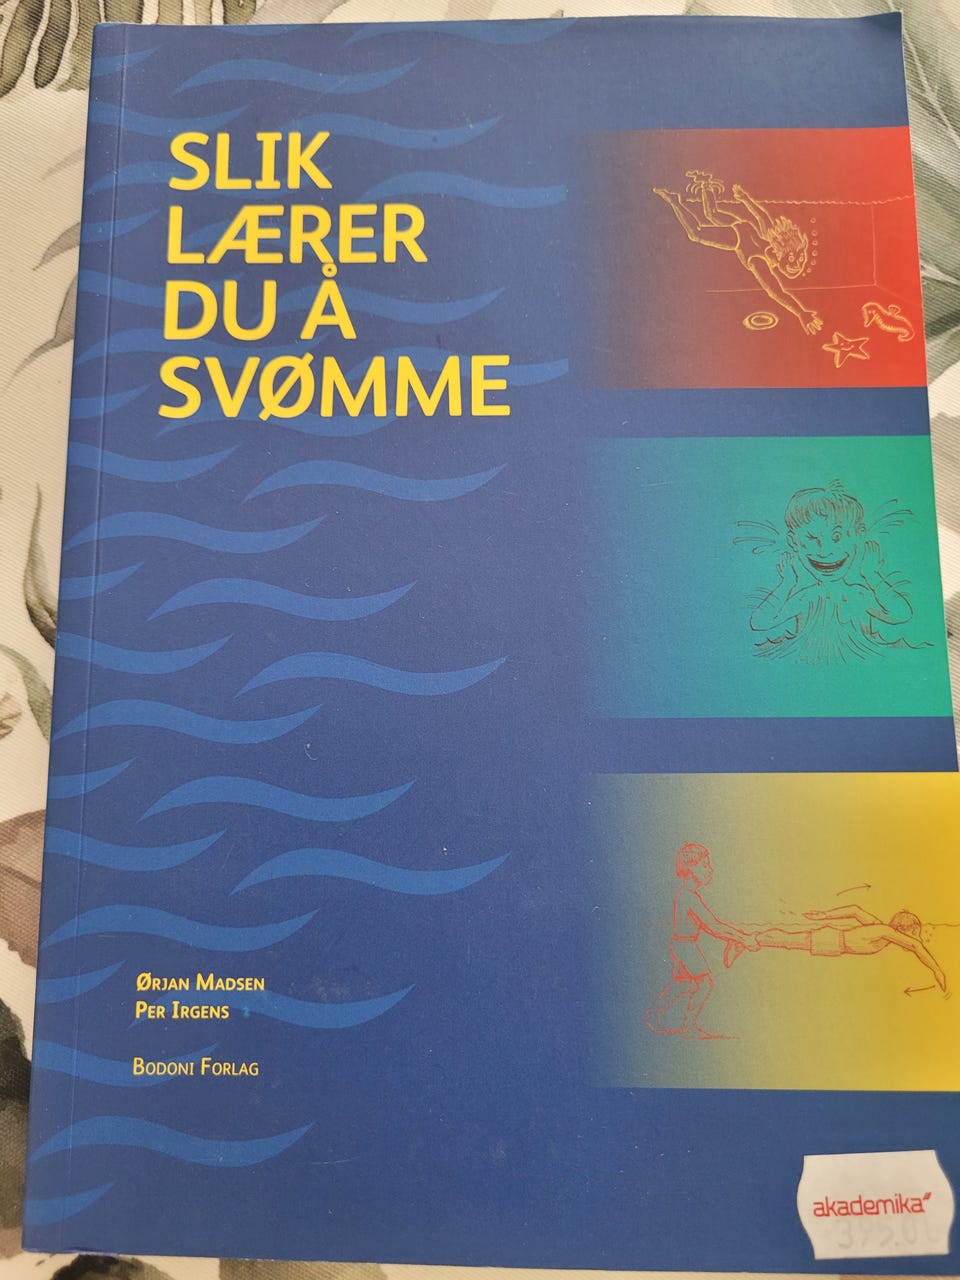 SLIK
LÆRER
DU Å
SVØMME
ØRJAN MADSEN
PER IRGENS
BODONI FORLAG
akademika